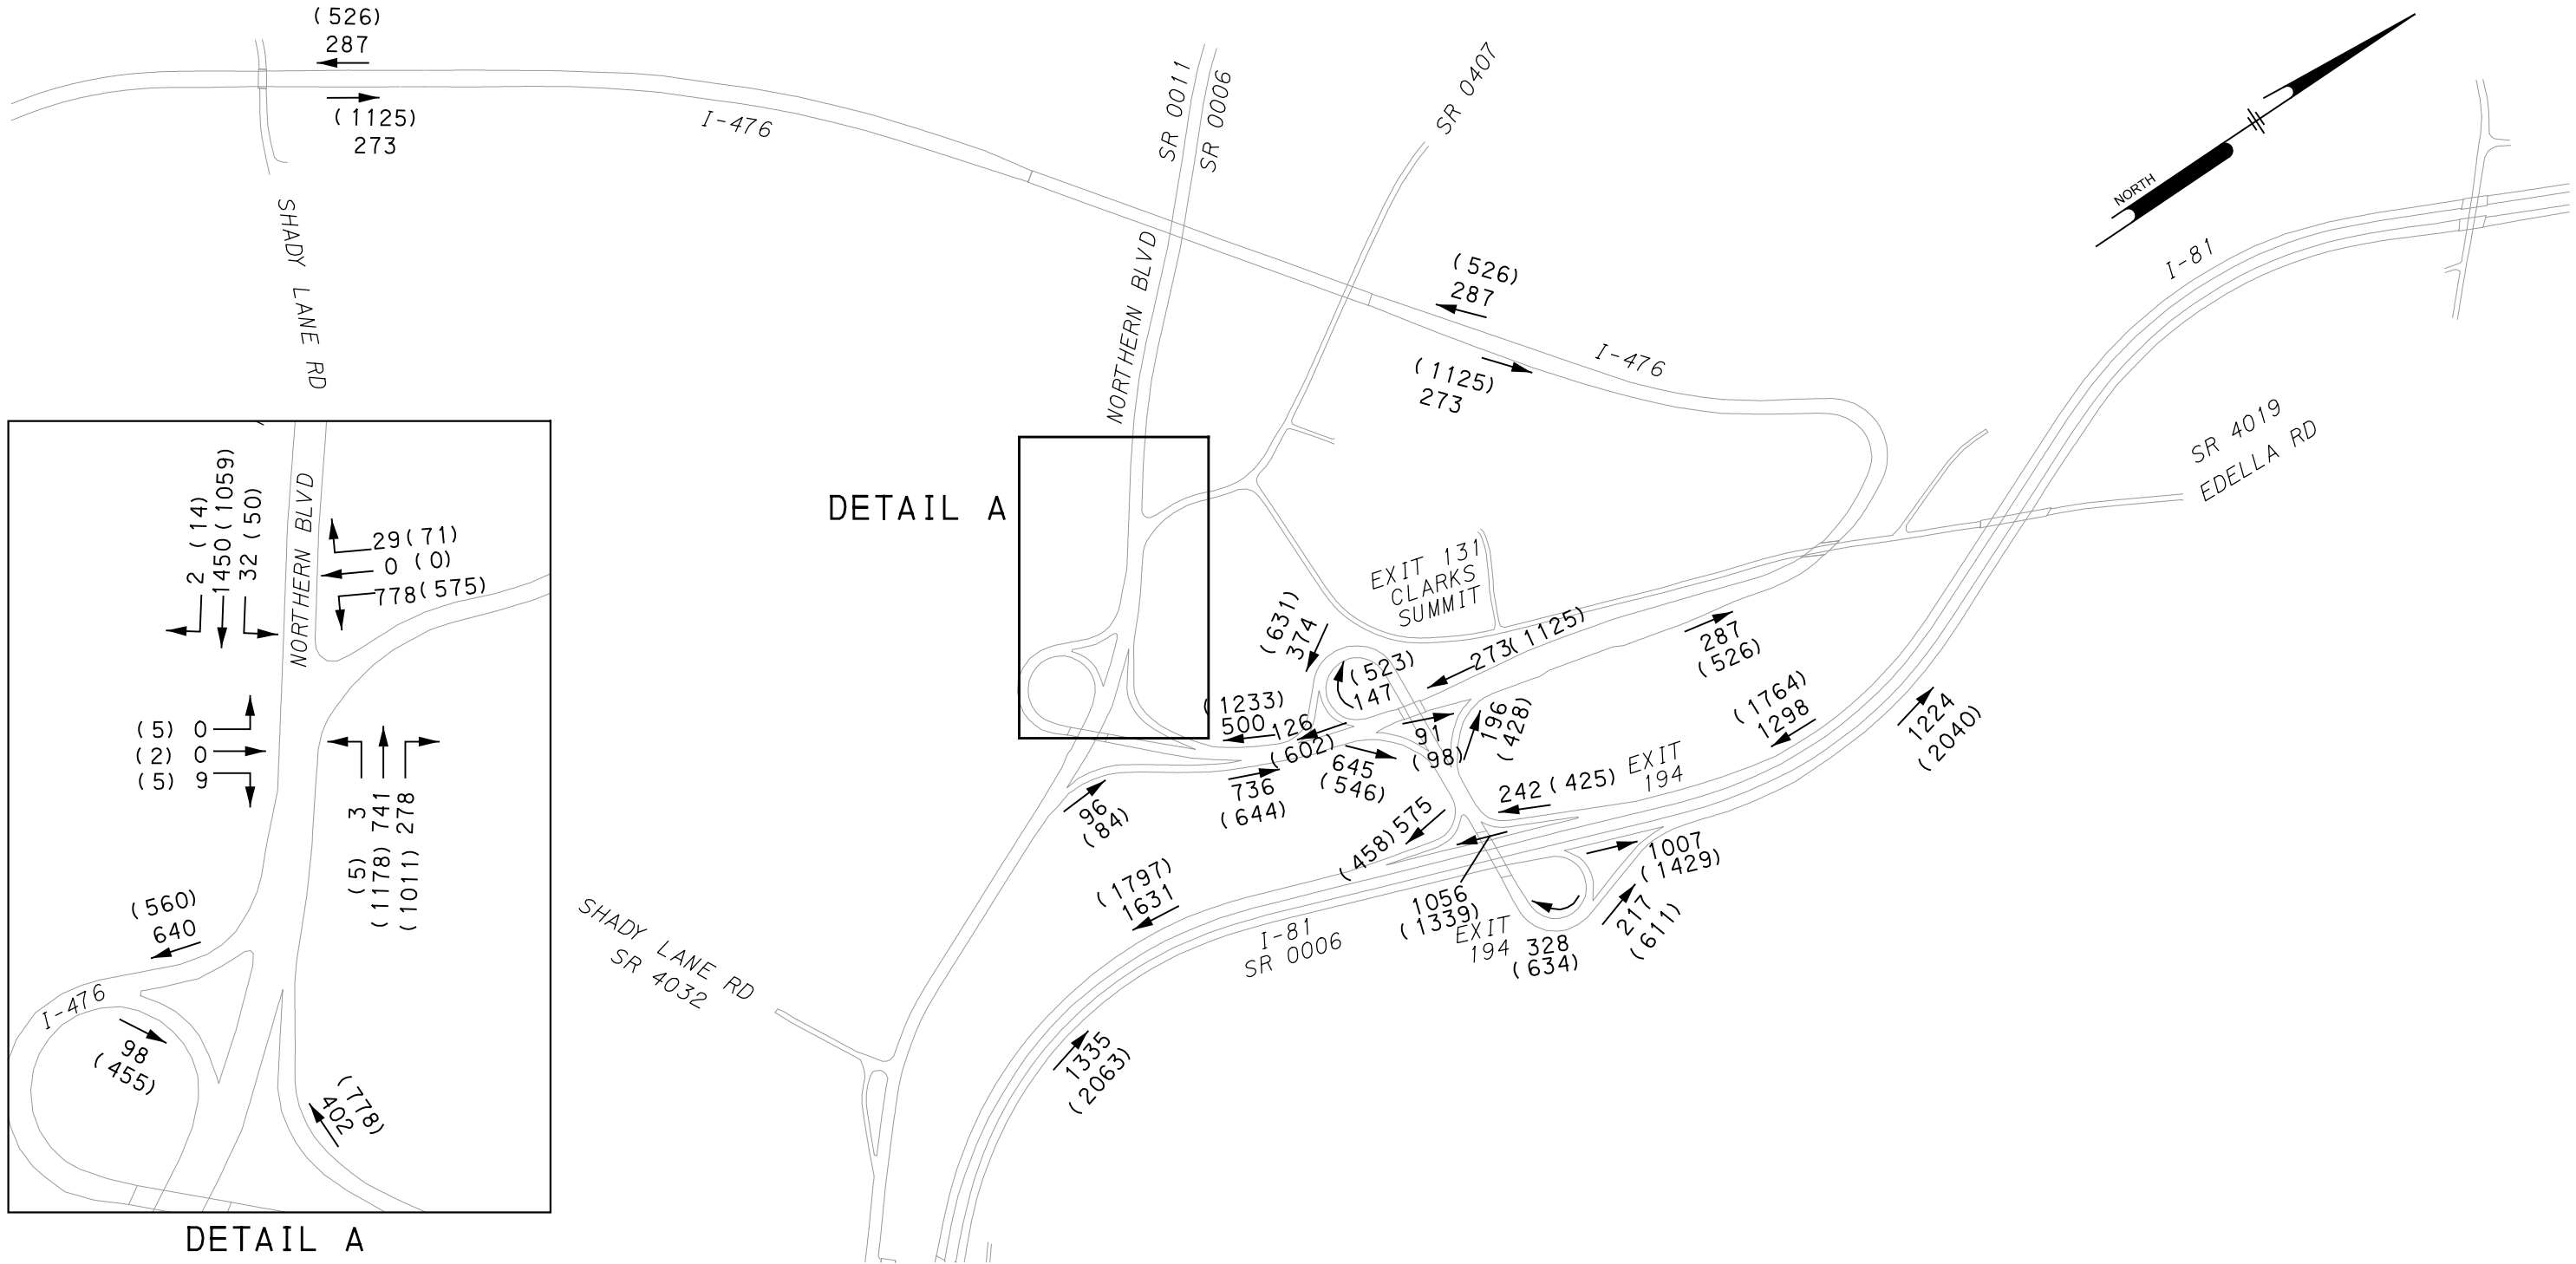 (526)
287
(1125)
273
I-476
SHADY LANE RD
SR 0011
SR 0006
NORTHERN BLVD
SR 0407
(526)
287
(1125)
273
I-476
NORTH
I-81
SR 4019
EDELLA RD
DETAIL A
EXIT 131
CLARKS
SUMMIT
(631)
374
(523)
147
273(1125)
287
(526)
(1233)
500
126
(602)
91
(98)
196
(428)
645
(546)
736
(644)
96
(84)
(1764)
1298
1224
(2040)
242 (425)
EXIT
194
(458) 575
1007
(1429)
1056
(1339)
217
(611)
EXIT
194
328
(634)
(1797)
1631
I-81
SR 0006
1335
(2063)
SHADY LANE RD
SR 4032
2 (14)
1450(1059)
32 (50)
NORTHERN BLVD
29(71)
0 (0)
778(575)
(5) 0
(2) 0
(5) 9
(5) 3
(1178) 741
(1011) 278
(560)
640
I-476
98
(455)
(778)
402
DETAIL A